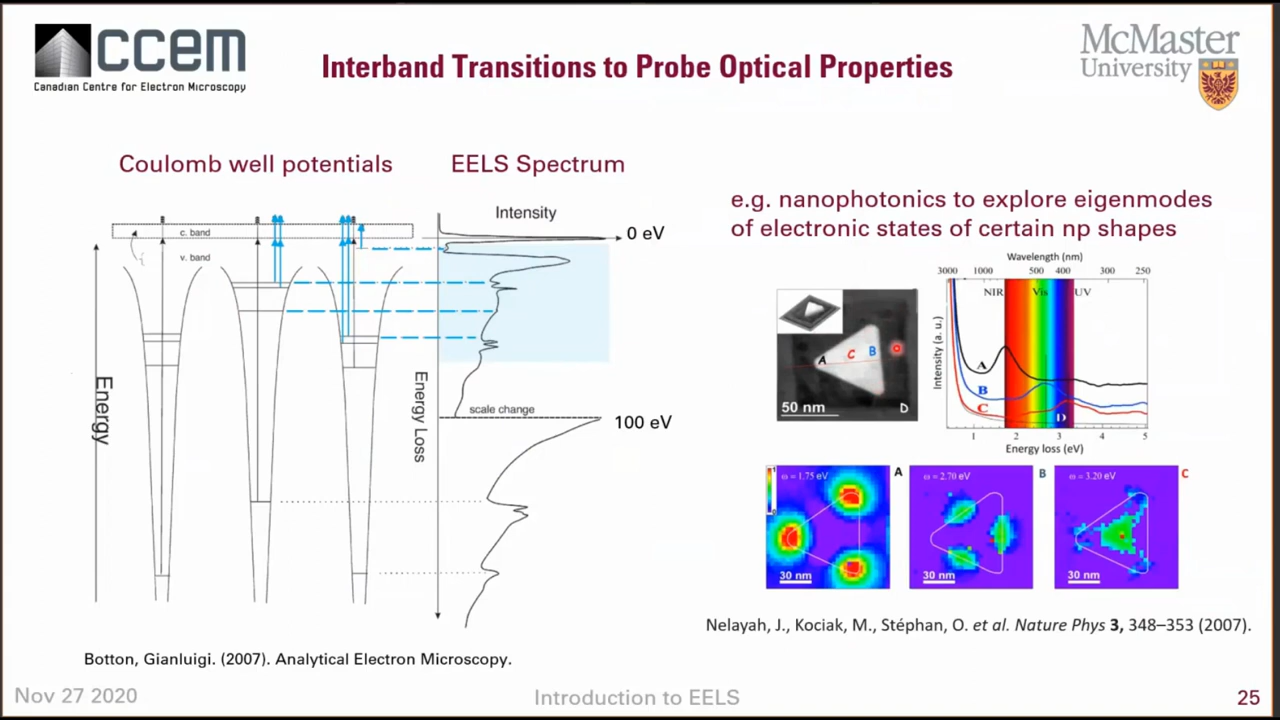 ccem
Canadian Centre for Electron Microscopy
Interband Transitions to Probe Optical Properties
McMaster
University
Coulomb well potentials
EELS Spectrum
e.g. nanophotonics to explore eigenmodes
of electronic states of certain np shapes
Intensity
0 eV
c. band
v. band
Energy
Energy Loss
scale change
100 eV
Wavelength (nm)
3000 1000 500 400 300 250
NIR Vis UV
Intensity (a. u.)
A
B
C
D
1 2 3 4 5
Energy loss (eV)
A C B
50 nm D
ω = 1.75 eV A
1
0
30 nm
ω = 2.70 eV B
30 nm
ω = 3.20 eV C
30 nm
Nelayah, J., Kociak, M., Stéphan, O. et al. Nature Phys 3, 348–353 (2007).
Botton, Gianluigi. (2007). Analytical Electron Microscopy.
Nov 27 2020
Introduction to EELS
25